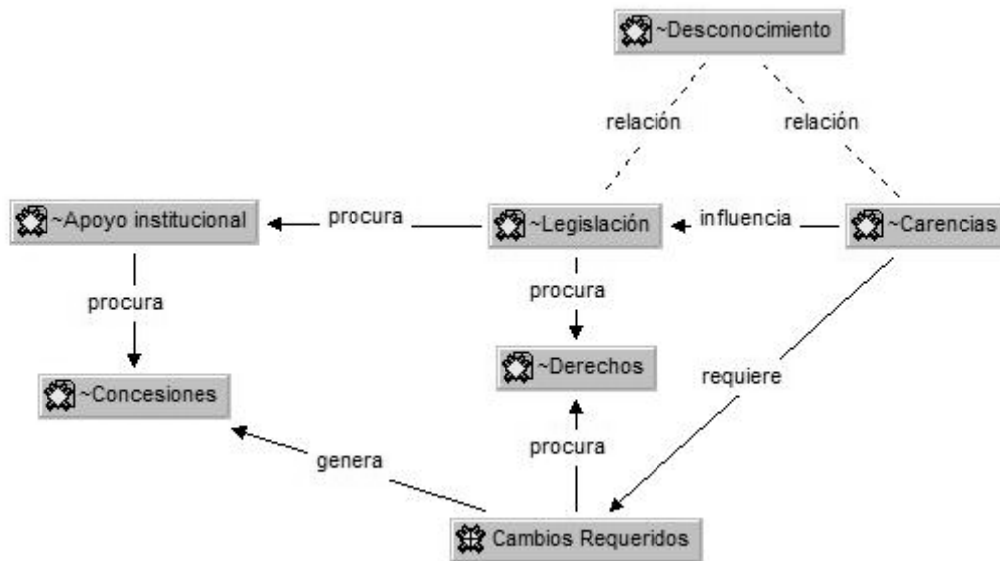 ~Desconocimiento
relación
relación
~Apoyo institucional
procura
~Legislación
influencia
~Carencias
procura
procura
~Concesiones
~Derechos
requiere
genera
procura
Cambios Requeridos